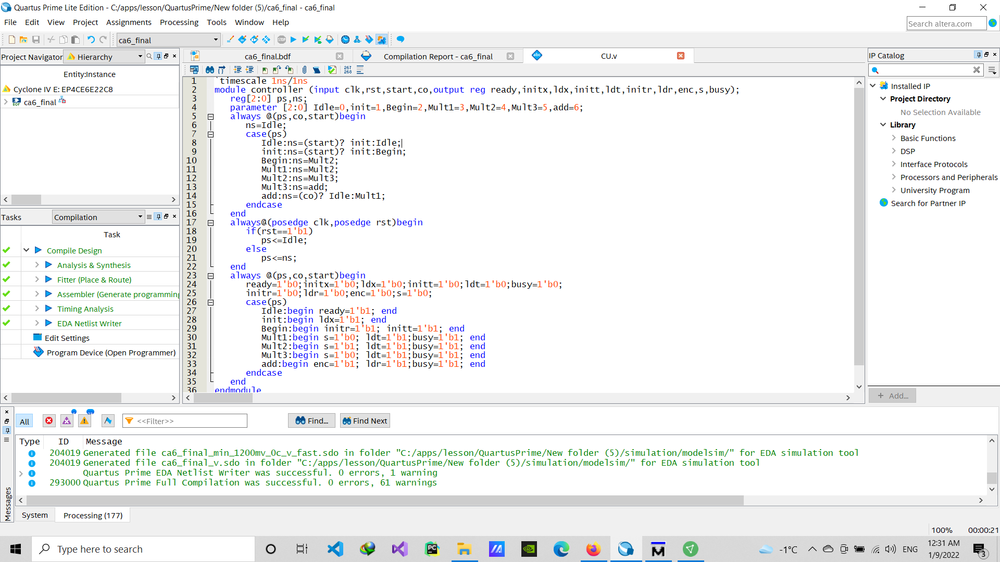 Quartus Prime Lite Edition - C:/apps/lesson/QuartusPrime/New folder (5)/ca6_final - ca6_final
File Edit View Project Assignments Processing Tools Window Help
Search altera.com
ca6_final
Project Navigator Hierarchy
ca6_final.bdf
Compilation Report - ca6_final
CU.v
IP Catalog
Entity:Instance
Cyclone IV E: EP4CE6E22C8
ca6_final
Tasks Compilation
Task
Compile Design
Analysis & Synthesis
Fitter (Place & Route)
Assembler (Generate programming
Timing Analysis
EDA Netlist Writer
Edit Settings
Program Device (Open Programmer)
1 `timescale 1ns/1ns
2 module controller (input clk,rst,start,co,output reg ready,initx,ldx,initt,ldt,initr,ldr,enc,s,busy);
3 reg[2:0] ps,ns;
4 parameter [2:0] Idle=0,init=1,Begin=2,Mult1=3,Mult2=4,Mult3=5,add=6;
5 always @(ps,co,start)begin
6 ns=Idle;
7 case(ps)
8 Idle:ns=(start)? init:Idle;
9 init:ns=(start)? init:Begin;
10 Begin:ns=Mult2;
11 Mult1:ns=Mult2;
12 Mult2:ns=Mult3;
13 Mult3:ns=add;
14 add:ns=(co)? Idle:Mult1;
15 endcase
16 end
17 always@(posedge clk,posedge rst)begin
18 if(rst==1'b1)
19 ps<=Idle;
20 else
21 ps<=ns;
22 end
23 always @(ps,co,start)begin
24 ready=1'b0;initx=1'b0;ldx=1'b0;initt=1'b0;ldt=1'b0;busy=1'b0;
25 initr=1'b0;ldr=1'b0;enc=1'b0;s=1'b0;
26 case(ps)
27 Idle:begin ready=1'b1; end
28 init:begin ldx=1'b1; end
29 Begin:begin initr=1'b1; initt=1'b1; end
30 Mult1:begin s=1'b0; ldt=1'b1;busy=1'b1; end
31 Mult2:begin s=1'b1; ldt=1'b1;busy=1'b1; end
32 Mult3:begin s=1'b0; ldt=1'b1;busy=1'b1; end
33 add:begin enc=1'b1; ldr=1'b1;busy=1'b1; end
34 endcase
35 end
36 endmodule
Installed IP
Project Directory
No Selection Available
Library
Basic Functions
DSP
Interface Protocols
Processors and Peripherals
University Program
Search for Partner IP
+ Add...
All <<Filter>> Find... Find Next
Type ID Message
204019 Generated file ca6_final_min_1200mv_0c_v_fast.sdo in folder "C:/apps/lesson/QuartusPrime/New folder (5)/simulation/modelsim/" for EDA simulation tool
204019 Generated file ca6_final_v.sdo in folder "C:/apps/lesson/QuartusPrime/New folder (5)/simulation/modelsim/" for EDA simulation tool
Quartus Prime EDA Netlist Writer was successful. 0 errors, 1 warning
293000 Quartus Prime Full Compilation was successful. 0 errors, 61 warnings
Messages
System Processing (177)
100% 00:00:21
Type here to search
-1°C ENG
12:31 AM
1/9/2022
3